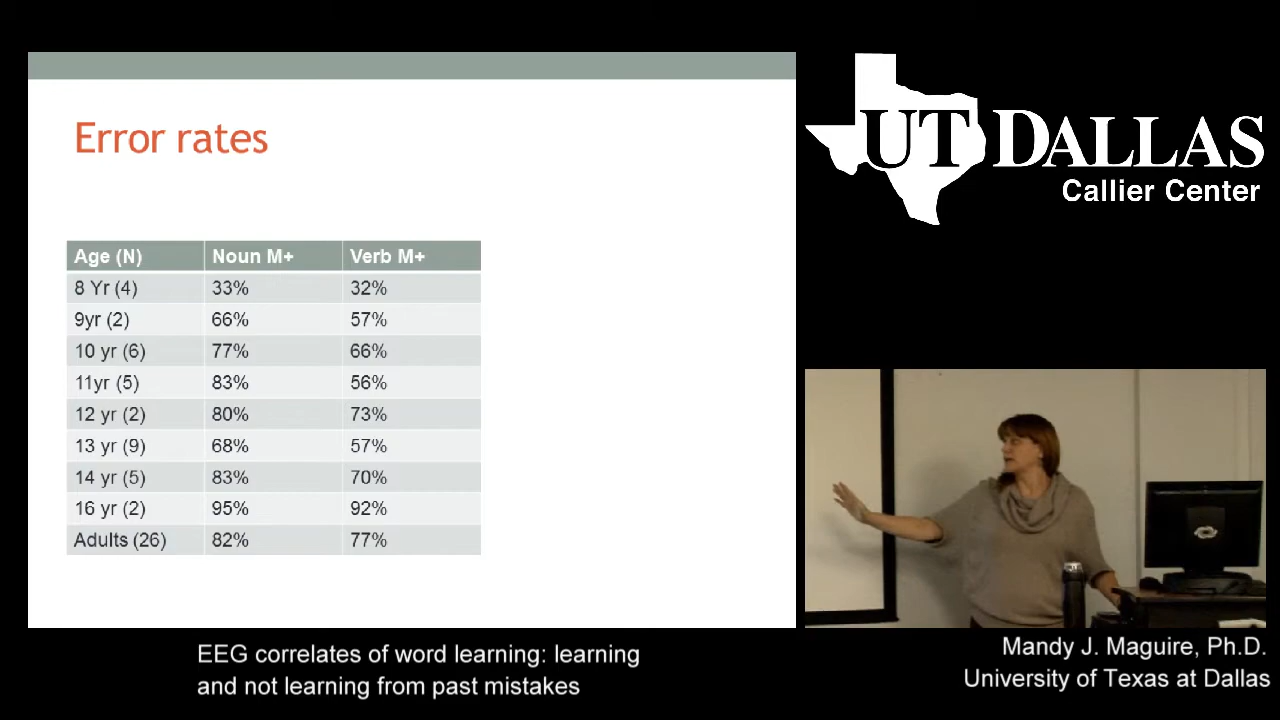 Error rates
Age (N) Noun M+ Verb M+
8 Yr (4) 33% 32%
9yr (2) 66% 57%
10 yr (6) 77% 66%
11yr (5) 83% 56%
12 yr (2) 80% 73%
13 yr (9) 68% 57%
14 yr (5) 83% 70%
16 yr (2) 95% 92%
Adults (26) 82% 77%
UT DALLAS
Callier Center
EEG correlates of word learning: learning
and not learning from past mistakes
Mandy J. Maguire, Ph.D.
University of Texas at Dallas